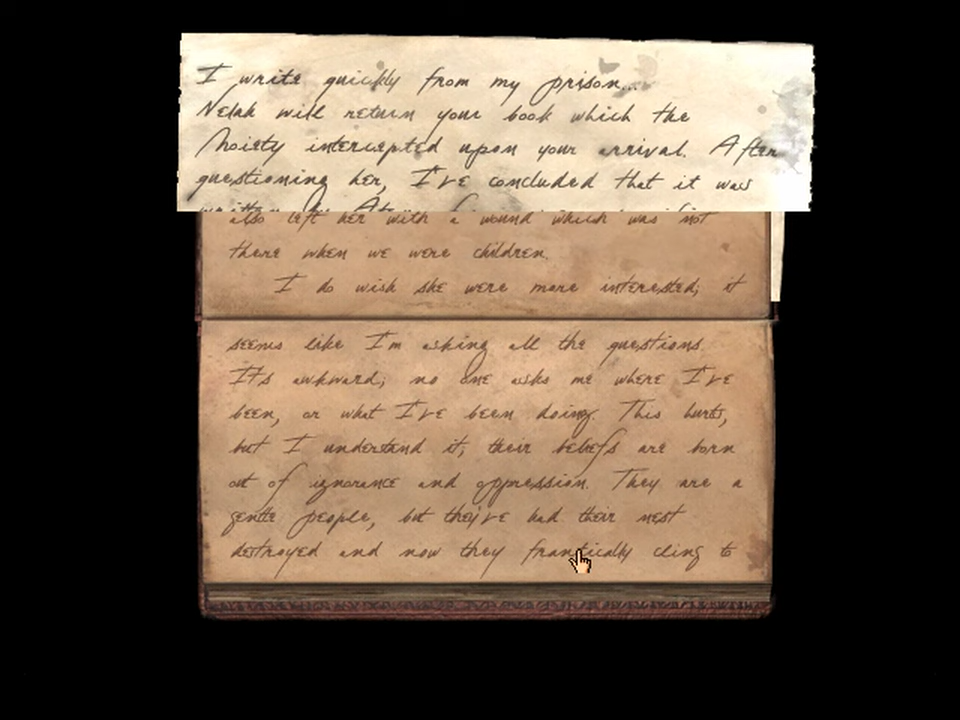 I write quickly from my prison...
Nelah will return your book which the
Moiety intercepted upon your arrival. After
questioning her, I've concluded that it was
written by Atrus
also left her with a wound which was not
there when we were children.
I do wish she were more interested; it
seems like I'm asking all the questions.
It's awkward; no one asks me where I've
been, or what I've been doing. This hurts,
but I understand it; their beliefs are born
out of ignorance and oppression. They are a
gentle people, but they've had their nest
destroyed and now they frantically cling to